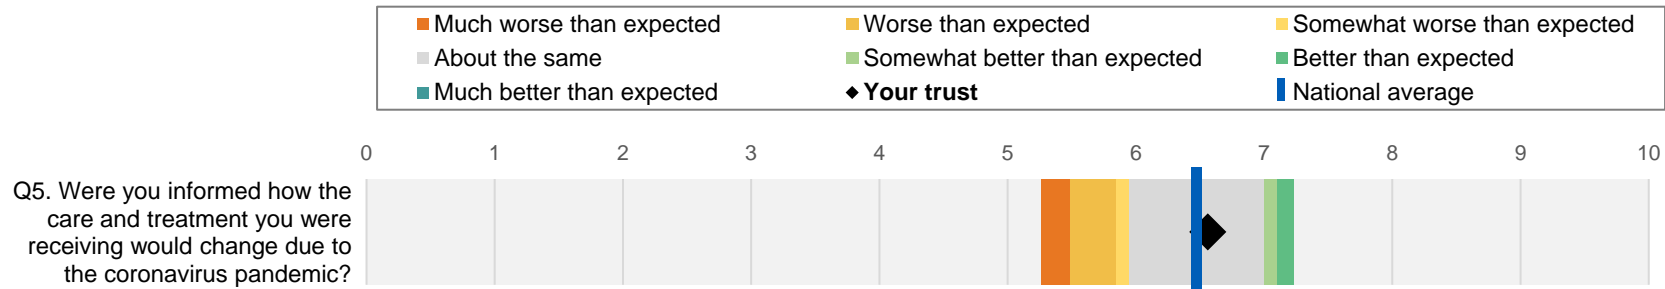 Much worse than expected
Worse than expected
Somewhat worse than expected
About the same
Somewhat better than expected
Better than expected
Much better than expected
Your trust
National average
0 1 2 3 4 5 6 7 8 9 10
Q5. Were you informed how the
care and treatment you were
receiving would change due to
the coronavirus pandemic?